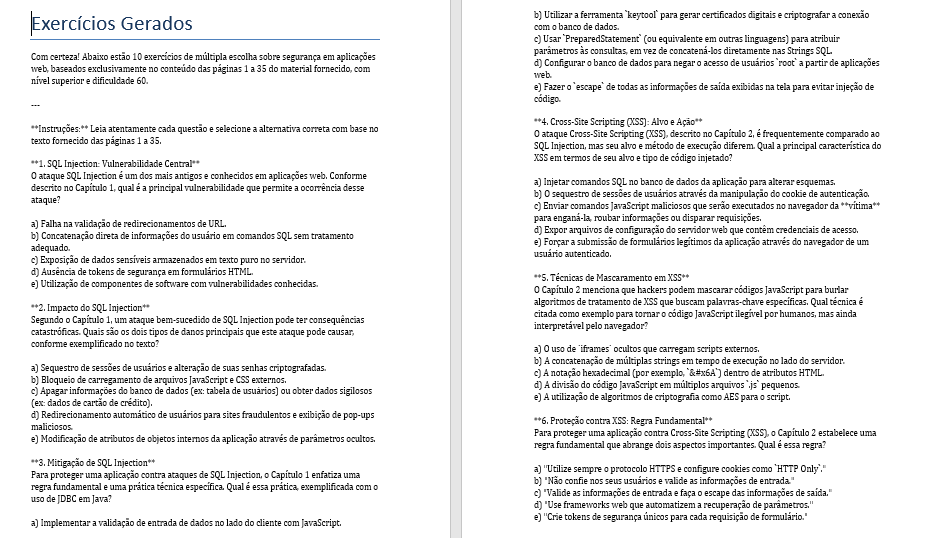 Exercícios Gerados
Com certeza! Abaixo estão 10 exercícios de múltipla escolha sobre segurança em aplicações
web, baseados exclusivamente no conteúdo das páginas 1 a 35 do material fornecido, com
nível superior e dificuldade 60.
---
**Instruções:** Leia atentamente cada questão e selecione a alternativa correta com base no
texto fornecido das páginas 1 a 35.
**1. SQL Injection: Vulnerabilidade Central**
O ataque SQL Injection é um dos mais antigos e conhecidos em aplicações web. Conforme
descrito no Capítulo 1, qual é a principal vulnerabilidade que permite a ocorrência desse
ataque?
a) Falha na validação de redirecionamentos de URL.
b) Concatenação direta de informações do usuário em comandos SQL sem tratamento
adequado.
c) Exposição de dados sensíveis armazenados em texto puro no servidor.
d) Ausência de tokens de segurança em formulários HTML.
e) Utilização de componentes de software com vulnerabilidades conhecidas.
**2. Impacto do SQL Injection**
Segundo o Capítulo 1, um ataque bem-sucedido de SQL Injection pode ter consequências
catastróficas. Quais são os dois tipos de danos principais que este ataque pode causar,
conforme exemplificado no texto?
a) Sequestro de sessões de usuários e alteração de suas senhas criptografadas.
b) Bloqueio de carregamento de arquivos JavaScript e CSS externos.
c) Apagar informações do banco de dados (ex: tabela de usuários) ou obter dados sigilosos
(ex: dados de cartão de crédito).
d) Redirecionamento automático de usuários para sites fraudulentos e exibição de pop-ups
maliciosos.
e) Modificação de atributos de objetos internos da aplicação através de parâmetros ocultos.
**3. Mitigação de SQL Injection**
Para proteger uma aplicação contra ataques de SQL Injection, o Capítulo 1 enfatiza uma
regra fundamental e uma prática técnica específica. Qual é essa prática, exemplificada com o
uso de JDBC em Java?
a) Implementar a validação de entrada de dados no lado do cliente com JavaScript.
b) Utilizar a ferramenta `keytool` para gerar certificados digitais e criptografar a conexão
com o banco de dados.
c) Usar `PreparedStatement` (ou equivalente em outras linguagens) para atribuir
parâmetros às consultas, em vez de concatená-los diretamente nas Strings SQL.
d) Configurar o banco de dados para negar o acesso de usuários `root` a partir de aplicações
web.
e) Fazer o `escape` de todas as informações de saída exibidas na tela para evitar injeção de
código.
**4. Cross-Site Scripting (XSS): Alvo e Ação**
O ataque Cross-Site Scripting (XSS), descrito no Capítulo 2, é frequentemente comparado ao
SQL Injection, mas seu alvo e método de execução diferem. Qual a principal característica do
XSS em termos de seu alvo e tipo de código injetado?
a) Injetar comandos SQL no banco de dados da aplicação para alterar esquemas.
b) O sequestro de sessões de usuários através da manipulação do cookie de autenticação.
c) Enviar comandos JavaScript maliciosos que serão executados no navegador da **vítima**
para enganá-la, roubar informações ou disparar requisições.
d) Expor arquivos de configuração do servidor web que contêm credenciais de acesso.
e) Forçar a submissão de formulários legítimos da aplicação através do navegador de um
usuário autenticado.
**5. Técnicas de Mascaramento em XSS**
O Capítulo 2 menciona que hackers podem mascarar códigos JavaScript para burlar
algoritmos de tratamento de XSS que buscam palavras-chave específicas. Qual técnica é
citada como exemplo para tornar o código JavaScript ilegível por humanos, mas ainda
interpretável pelo navegador?
a) O uso de `iframes` ocultos que carregam scripts externos.
b) A concatenação de múltiplas strings em tempo de execução no lado do servidor.
c) A notação hexadecimal (por exemplo, `&#x6A`) dentro de atributos HTML.
d) A divisão do código JavaScript em múltiplos arquivos `.js` pequenos.
e) A utilização de algoritmos de criptografia como AES para o script.
**6. Proteção contra XSS: Regra Fundamental**
Para proteger uma aplicação contra Cross-Site Scripting (XSS), o Capítulo 2 estabelece uma
regra fundamental que abrange dois aspectos importantes. Qual é essa regra?
a) "Utilize sempre o protocolo HTTPS e configure cookies como `HTTP Only`."
b) "Não confie nos seus usuários e valide as informações de entrada."
c) "Valide as informações de entrada e faça o escape das informações de saída."
d) "Use frameworks web que automatizem a recuperação de parâmetros."
e) "Crie tokens de segurança únicos para cada requisição de formulário."